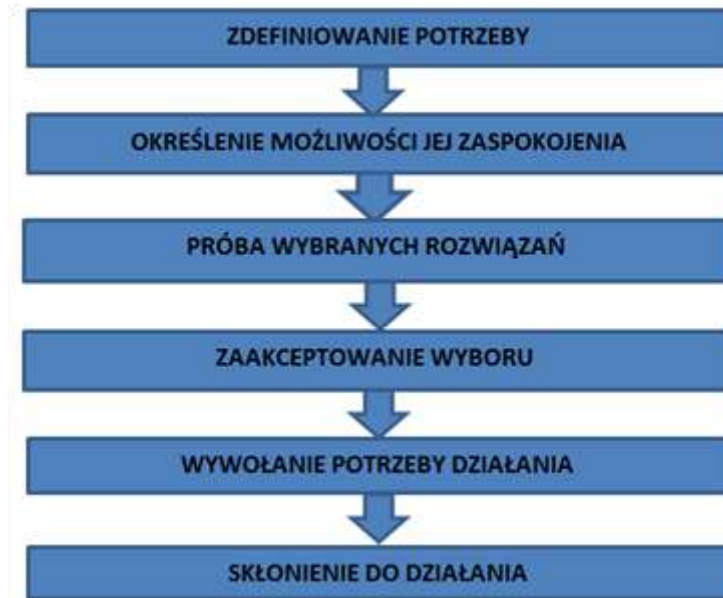 ZDEFINIOWANIE POTRZEBY
OKREŚLENIE MOŻLIWOŚCI JEJ ZASPOKOJENIA
PRÓBA WYBRANYCH ROZWIĄZAŃ
ZAAKCEPTOWANIE WYBORU
WYWOŁANIE POTRZEBY DZIAŁANIA
SKŁONIENIE DO DZIAŁANIA